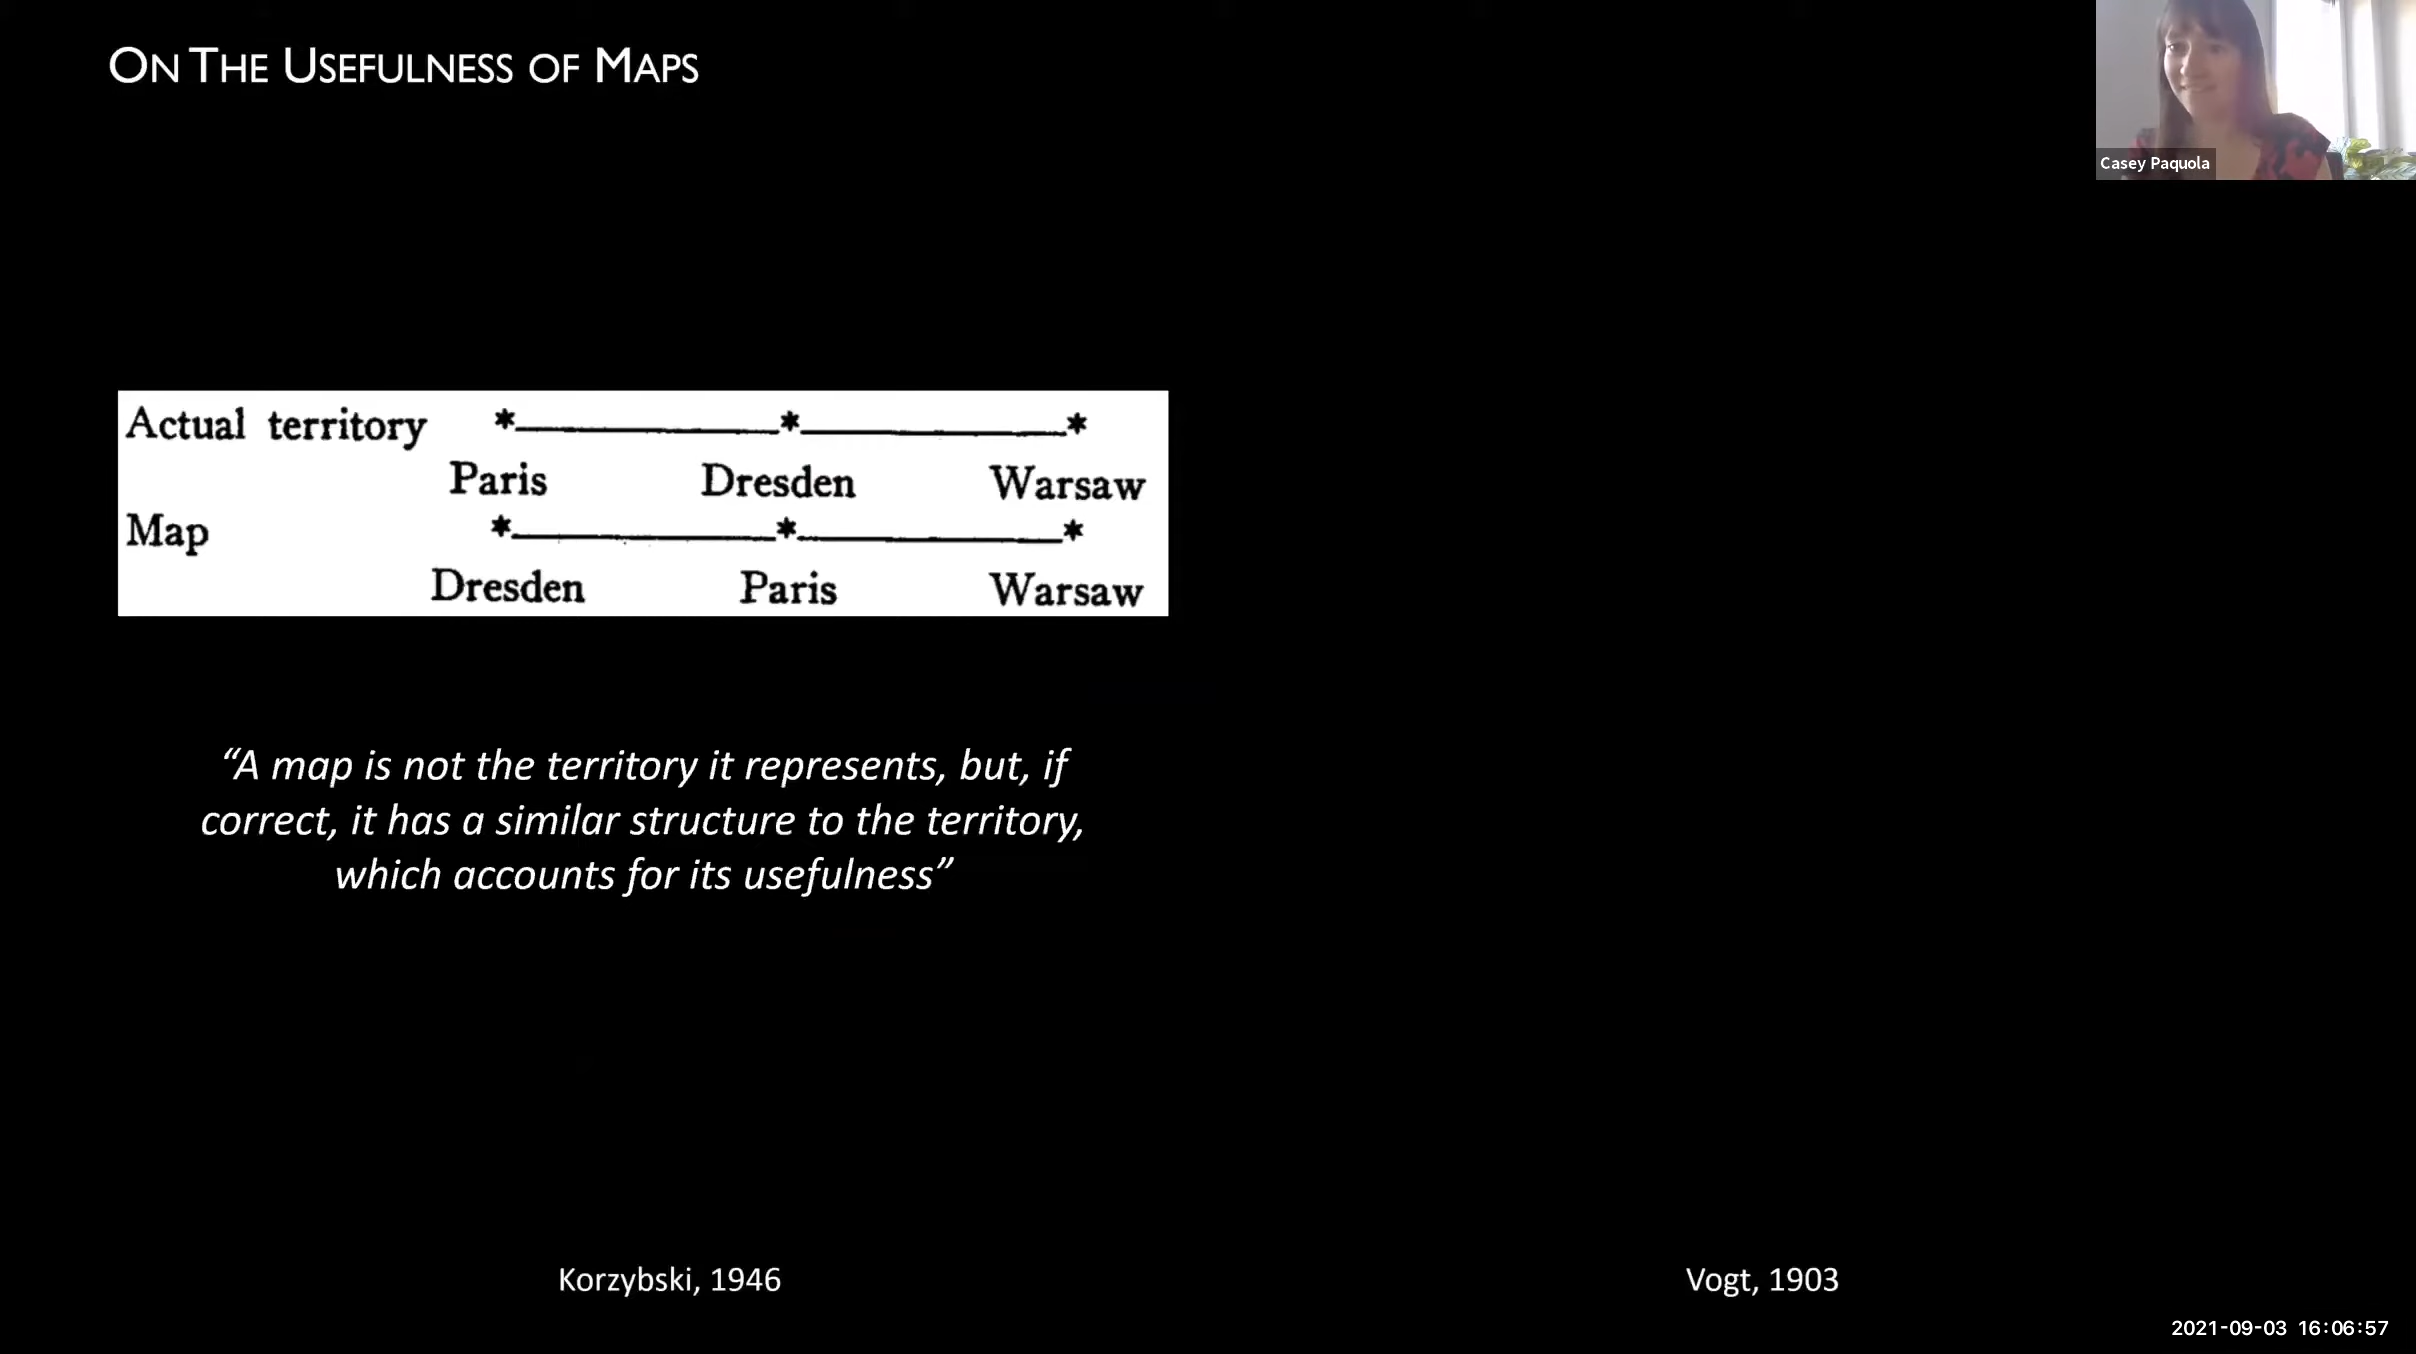 ON THE USEFULNESS OF MAPS
Casey Paquola
Actual territory * * *
Paris Dresden Warsaw
Map * * *
Dresden Paris Warsaw
“A map is not the territory it represents, but, if
correct, it has a similar structure to the territory,
which accounts for its usefulness”
Korzybski, 1946
Vogt, 1903
2021-09-03 16:06:57